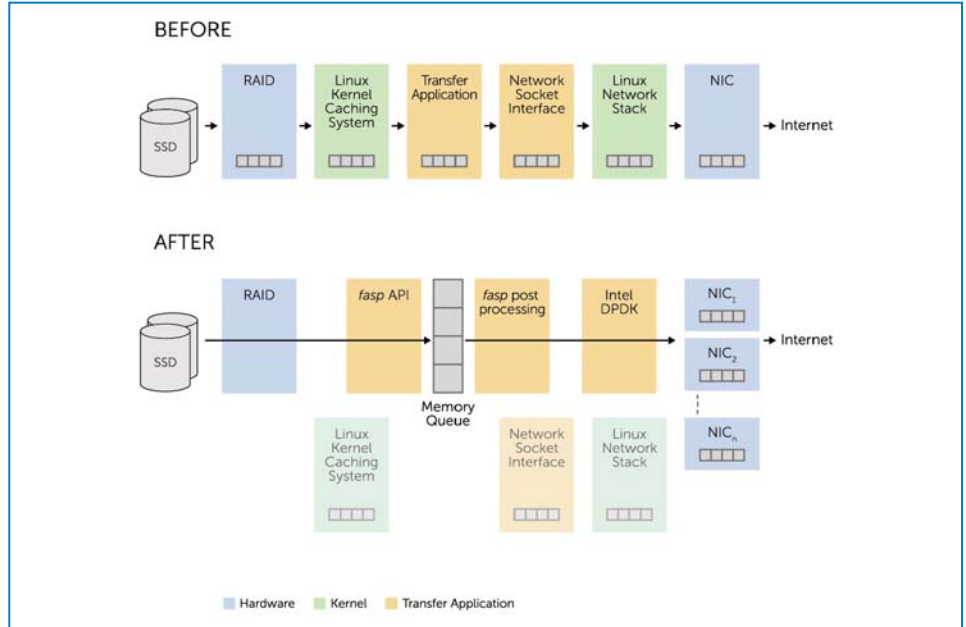 BEFORE
RAID
Linux
Kernel
Caching
System
Transfer
Application
Network
Socket
Interface
Linux
Network
Stack
NIC
SSD
Internet
AFTER
RAID
fasp API
fasp post
processing
Intel
DPDK
NIC1
NIC2
NICn
SSD
Internet
Memory
Queue
Linux
Kernel
Caching
System
Network
Socket
Interface
Linux
Network
Stack
Hardware
Kernel
Transfer Application